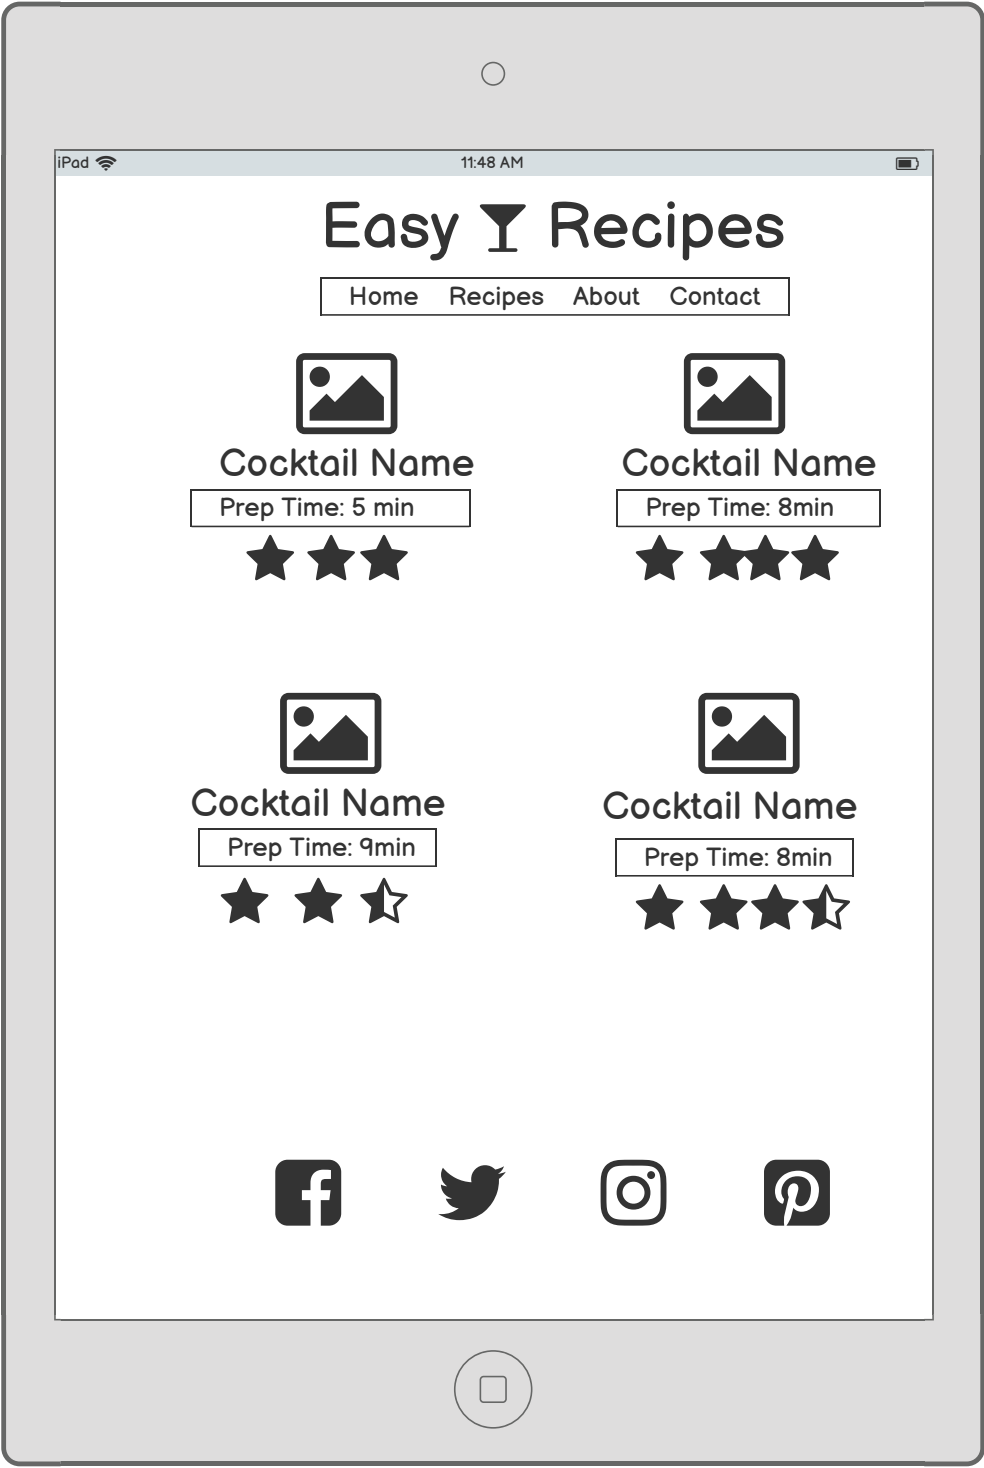 iPad 11:48 AM
Easy Recipes
Home Recipes About Contact
Cocktail Name
Prep Time: 5 min
Cocktail Name
Prep Time: 8min
Cocktail Name
Prep Time: 9min
Cocktail Name
Prep Time: 8min